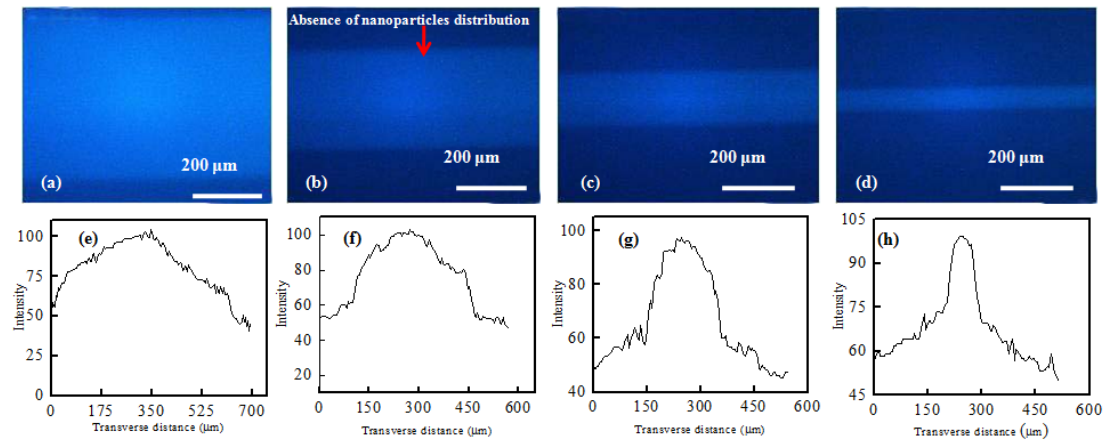 Absence of nanoparticles distribution
200 μm
(a)
200 μm
(b)
200 μm
(c)
200 μm
(d)
(e)
100
75
50
25
0
Intensity
0 175 350 525 700
Transverse distance (μm)
(f)
100
80
60
40
20
Intensity
0 150 300 450 600
Transverse distance (μm)
(g)
100
80
60
40
Intensity
0 150 300 450 600
Transverse distance (μm)
(h)
105
90
75
60
45
Intensity
0 150 300 450 600
Transverse distance (μm)